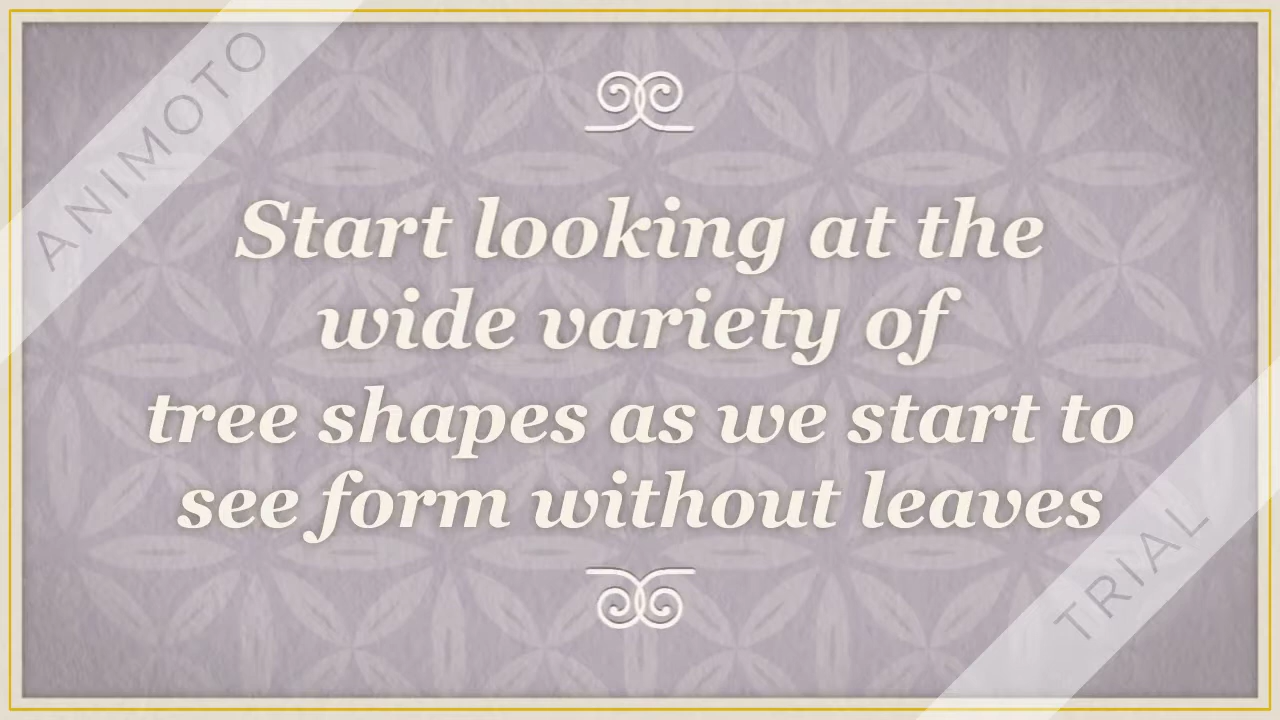 ANIMOTO
Start looking at the
wide variety of
tree shapes as we start to
see form without leaves
TRIAL